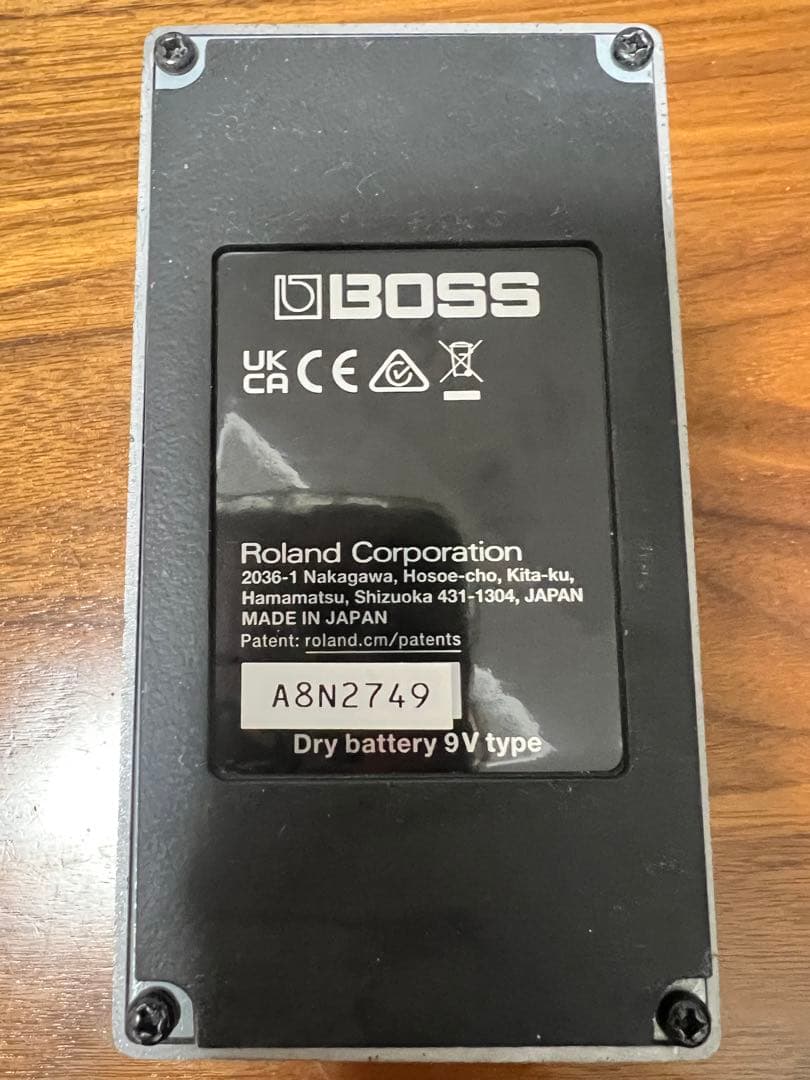 BOSS
UK
CA CE
Roland Corporation
2036-1 Nakagawa, Hosoe-cho, Kita-ku,
Hamamatsu, Shizuoka 431-1304, JAPAN
MADE IN JAPAN
Patent: roland.cm/patents
A8N2749
Dry battery 9V type